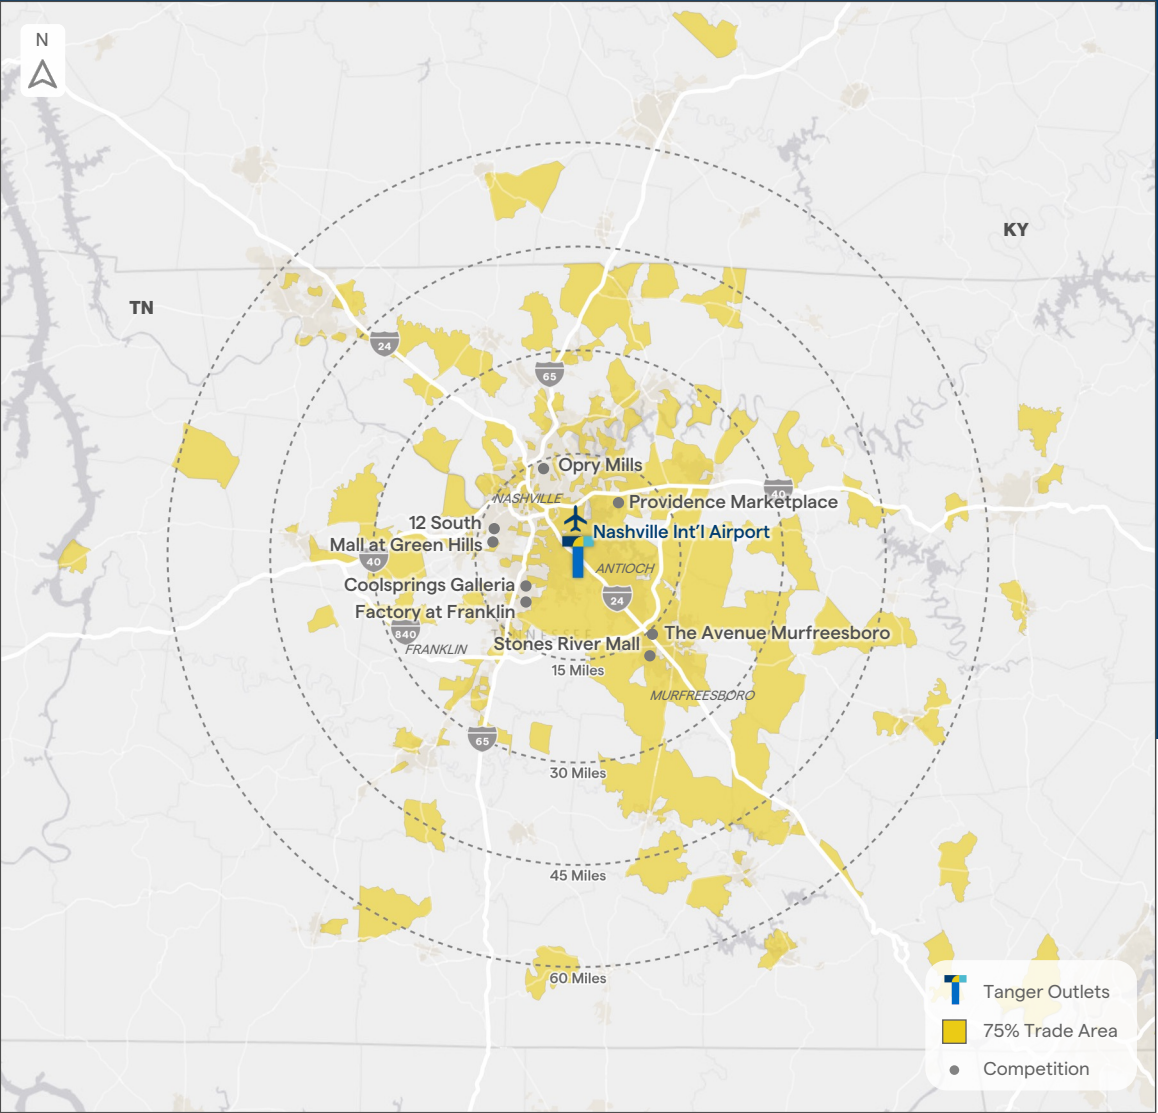 N
KY
TN
24
65
Opry Mills
40
NASHVILLE
Providence Marketplace
12 South
Nashville Int'l Airport
Mall at Green Hills
40
ANTIOCH
Coolsprings Galleria
24
Factory at Franklin
840
The Avenue Murfreesboro
Stones River Mall
FRANKLIN
15 Miles
MURFREESBORO
65
30 Miles
45 Miles
60 Miles
Tanger Outlets
75% Trade Area
Competition